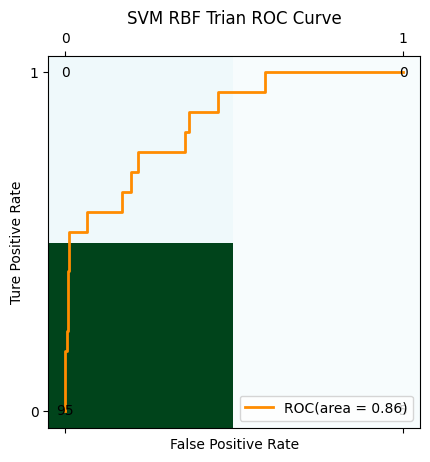 SVM RBF Trian ROC Curve
0 1
1 0 0
Ture Positive Rate
0 95
ROC(area = 0.86)
False Positive Rate